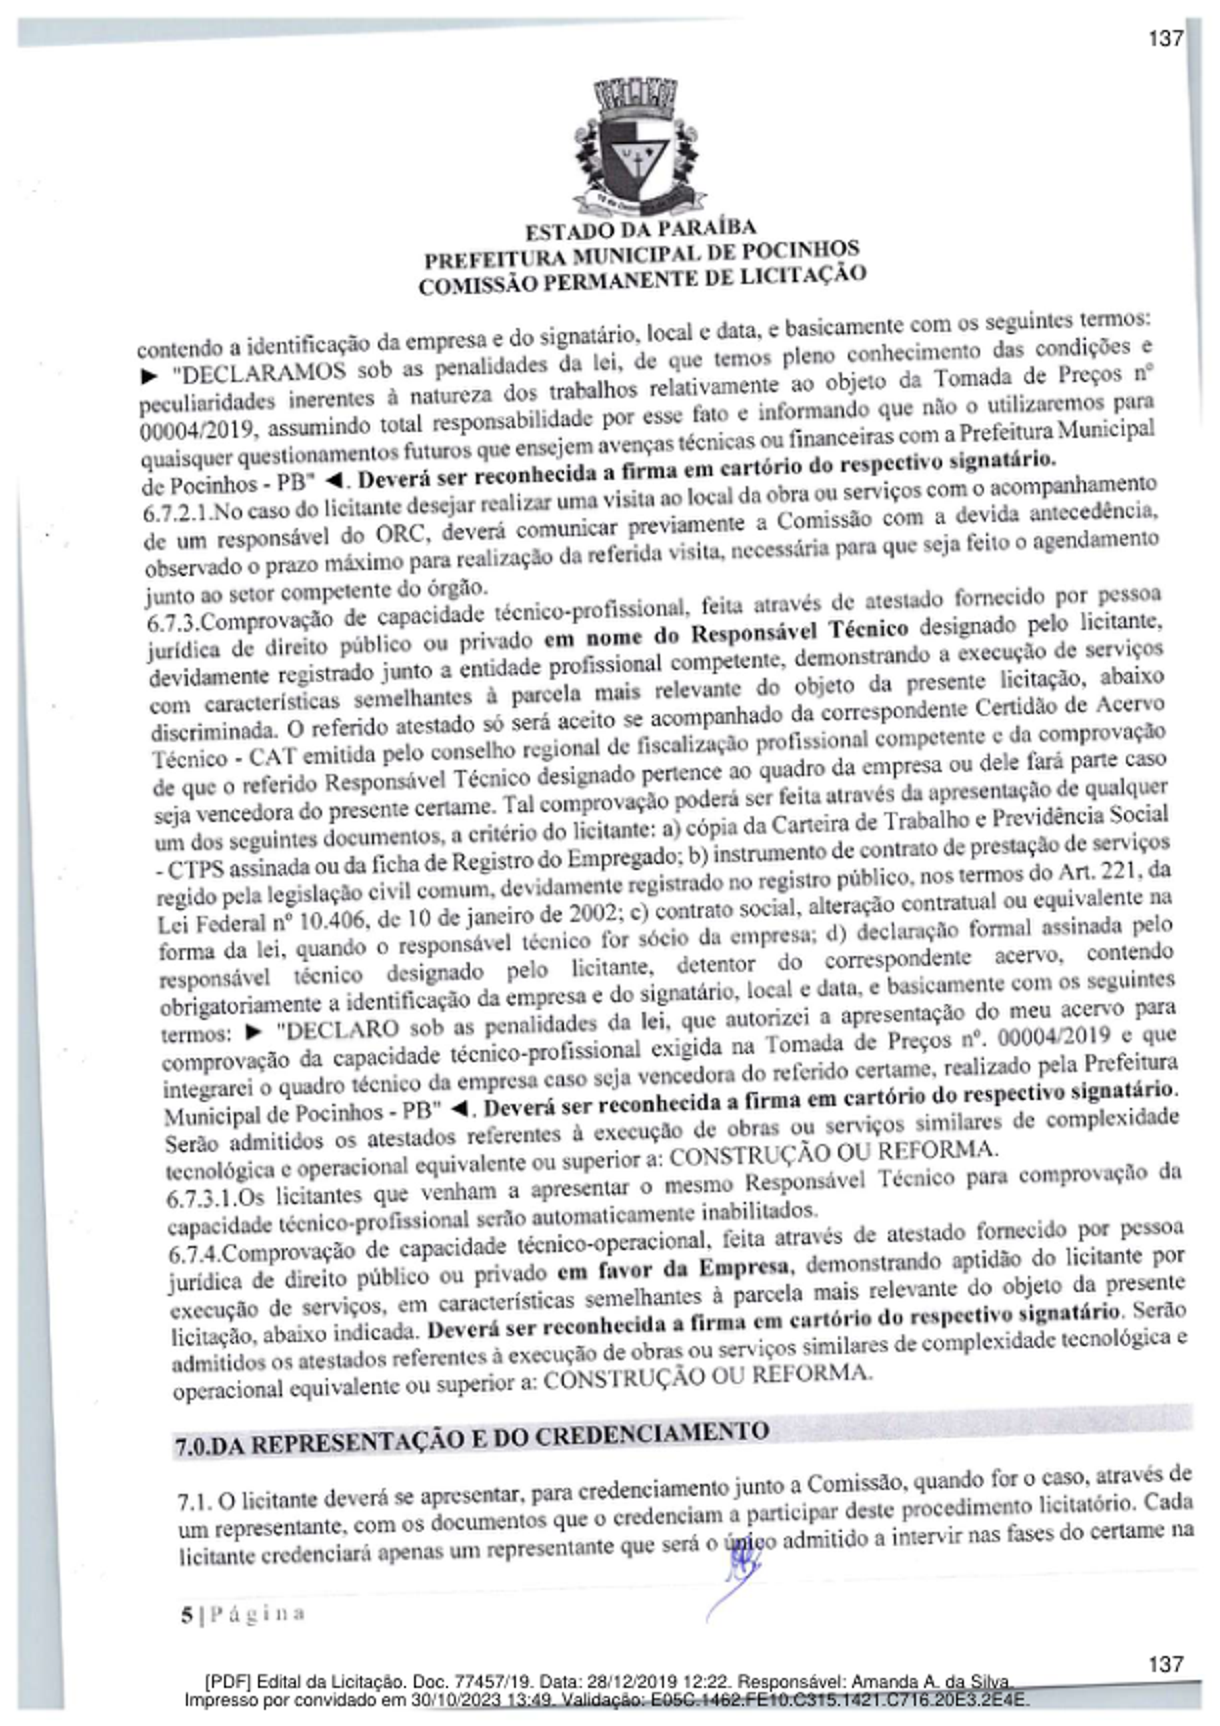 137
ESTADO DA PARAÍBA
PREFEITURA MUNICIPAL DE POCINHOS
COMISSÃO PERMANENTE DE LICITAÇÃO
contendo a identificação da empresa e do signatário, local e data, e basicamente com os seguintes termos:
► "DECLARAMOS sob as penalidades da lei, de que temos pleno conhecimento das condições e
peculiaridades inerentes à natureza dos trabalhos relativamente ao objeto da Tomada de Preços nº
00004/2019, assumindo total responsabilidade por esse fato e informando que não o utilizaremos para
quaisquer questionamentos futuros que ensejem avenças técnicas ou financeiras com a Prefeitura Municipal
de Pocinhos - PB" ◄. Deverá ser reconhecida a firma em cartório do respectivo signatário.
6.7.2.1.No caso do licitante desejar realizar uma visita ao local da obra ou serviços com o acompanhamento
de um responsável do ORC, deverá comunicar previamente a Comissão com a devida antecedência,
observado o prazo máximo para realização da referida visita, necessária para que seja feito o agendamento
junto ao setor competente do órgão.
6.7.3.Comprovação de capacidade técnico-profissional, feita através de atestado fornecido por pessoa
jurídica de direito público ou privado em nome do Responsável Técnico designado pelo licitante,
devidamente registrado junto a entidade profissional competente, demonstrando a execução de serviços
com características semelhantes à parcela mais relevante do objeto da presente licitação, abaixo
discriminada. O referido atestado só será aceito se acompanhado da correspondente Certidão de Acervo
Técnico - CAT emitida pelo conselho regional de fiscalização profissional competente e da comprovação
de que o referido Responsável Técnico designado pertence ao quadro da empresa ou dele fará parte caso
seja vencedora do presente certame. Tal comprovação poderá ser feita através da apresentação de qualquer
um dos seguintes documentos, a critério do licitante: a) cópia da Carteira de Trabalho e Previdência Social
- CTPS assinada ou da ficha de Registro do Empregado; b) instrumento de contrato de prestação de serviços
regido pela legislação civil comum, devidamente registrado no registro público, nos termos do Art. 221, da
Lei Federal nº 10.406, de 10 de janeiro de 2002; c) contrato social, alteração contratual ou equivalente na
forma da lei, quando o responsável técnico for sócio da empresa; d) declaração formal assinada pelo
responsável técnico designado pelo licitante, detentor do correspondente acervo, contendo
obrigatoriamente a identificação da empresa e do signatário, local e data, e basicamente com os seguintes
termos: ► "DECLARO sob as penalidades da lei, que autorizei a apresentação do meu acervo para
comprovação da capacidade técnico-profissional exigida na Tomada de Preços nº. 00004/2019 e que
integrarei o quadro técnico da empresa caso seja vencedora do referido certame, realizado pela Prefeitura
Municipal de Pocinhos - PB" ◄. Deverá ser reconhecida a firma em cartório do respectivo signatário.
Serão admitidos os atestados referentes à execução de obras ou serviços similares de complexidade
tecnológica e operacional equivalente ou superior a: CONSTRUÇÃO OU REFORMA.
6.7.3.1.Os licitantes que venham a apresentar o mesmo Responsável Técnico para comprovação da
capacidade técnico-profissional serão automaticamente inabilitados.
6.7.4.Comprovação de capacidade técnico-operacional, feita através de atestado fornecido por pessoa
jurídica de direito público ou privado em favor da Empresa, demonstrando aptidão do licitante por
execução de serviços, em características semelhantes à parcela mais relevante do objeto da presente
licitação, abaixo indicada. Deverá ser reconhecida a firma em cartório do respectivo signatário. Serão
admitidos os atestados referentes à execução de obras ou serviços similares de complexidade tecnológica e
operacional equivalente ou superior a: CONSTRUÇÃO OU REFORMA.
7.0.DA REPRESENTAÇÃO E DO CREDENCIAMENTO
7.1. O licitante deverá se apresentar, para credenciamento junto a Comissão, quando for o caso, através de
um representante, com os documentos que o credenciam a participar deste procedimento licitatório. Cada
licitante credenciará apenas um representante que será o único admitido a intervir nas fases do certame na
5 | Página
137
[PDF] Edital da Licitação. Doc. 77457/19. Data: 28/12/2019 12:22. Responsável: Amanda A. da Silva.
Impresso por convidado em 30/10/2023 13:49. Validação: E05C.1462.FE10.C315.1421.C716.20E3.2E4E.